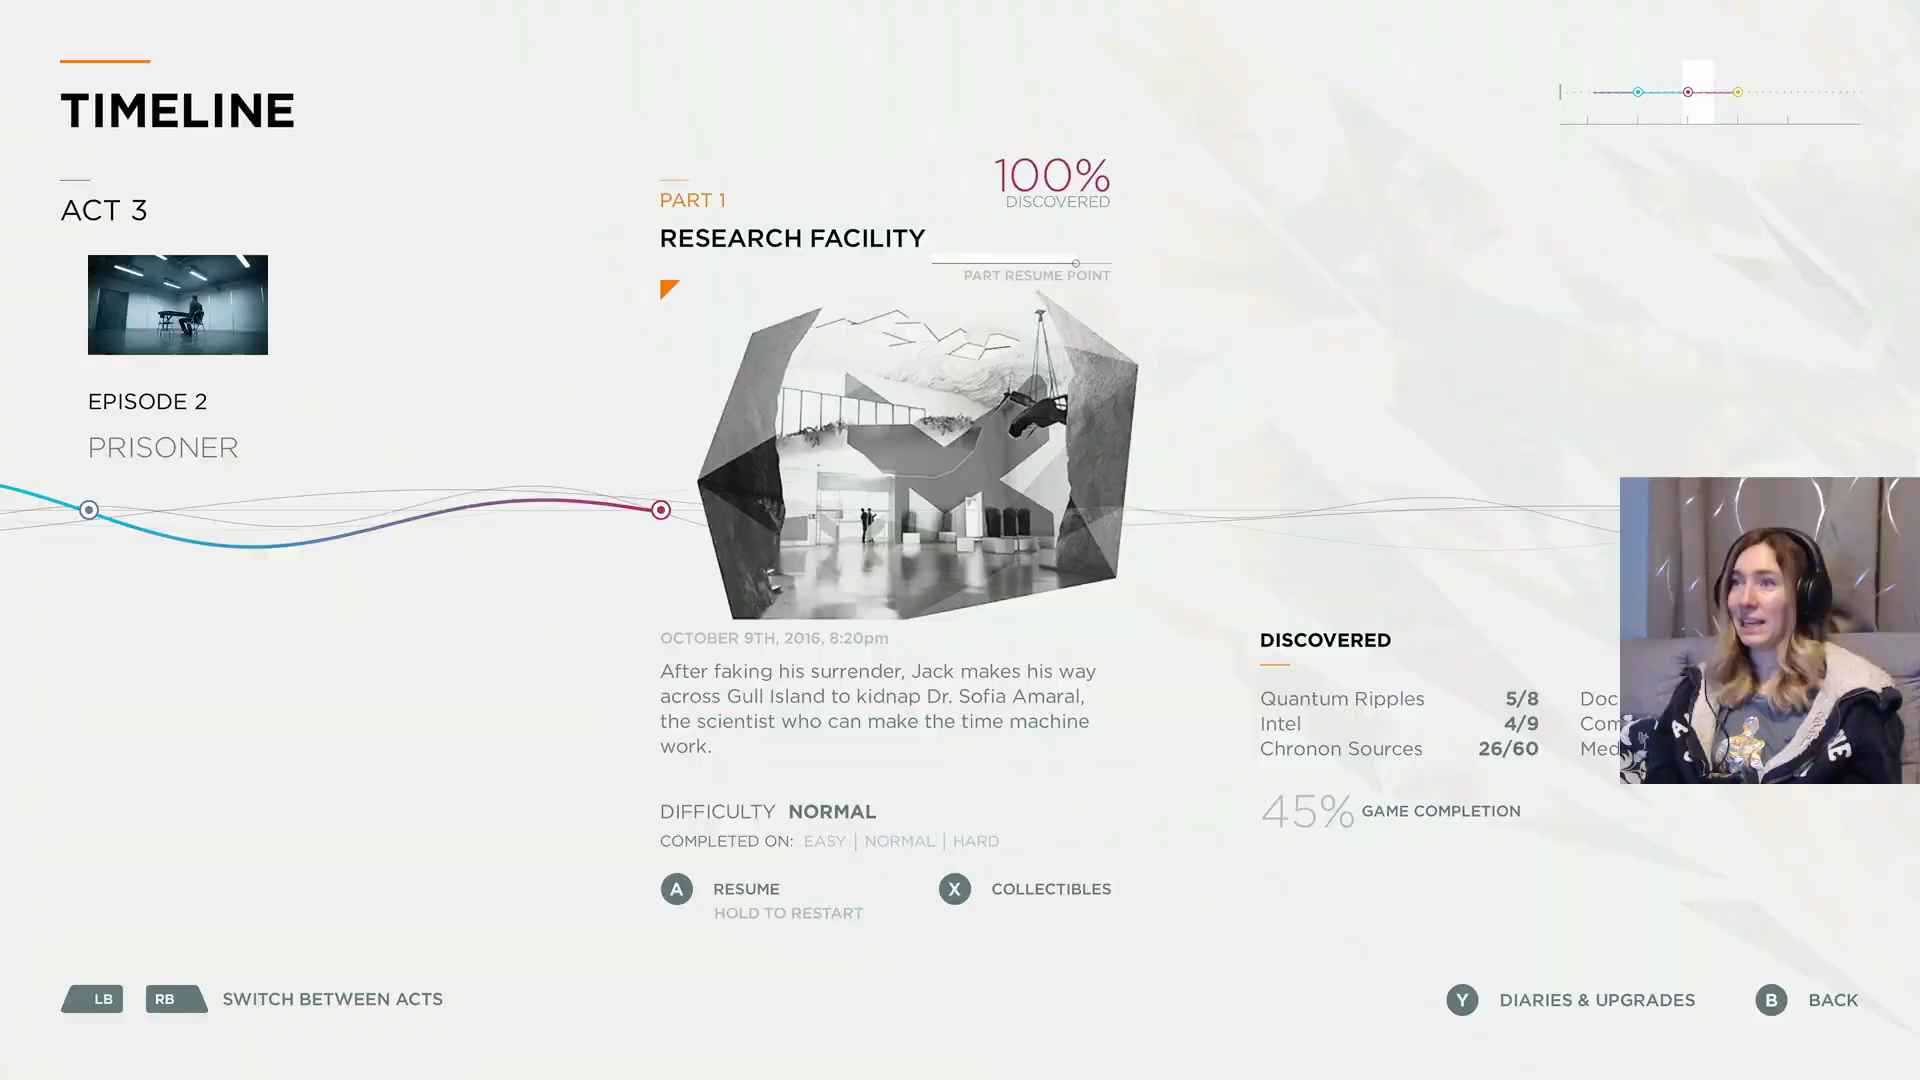 TIMELINE
ACT 3
EPISODE 2
PRISONER
PART 1
100%
DISCOVERED
RESEARCH FACILITY
PART RESUME POINT
OCTOBER 9TH, 2016, 8:20pm
After faking his surrender, Jack makes his way
across Gull Island to kidnap Dr. Sofia Amaral,
the scientist who can make the time machine
work.
DIFFICULTY NORMAL
COMPLETED ON: EASY | NORMAL | HARD
A RESUME
HOLD TO RESTART
X COLLECTIBLES
DISCOVERED
Quantum Ripples 5/8 Doc
Intel 4/9 Com
Chronon Sources 26/60 Med
45% GAME COMPLETION
LB RB SWITCH BETWEEN ACTS
Y DIARIES & UPGRADES
B BACK